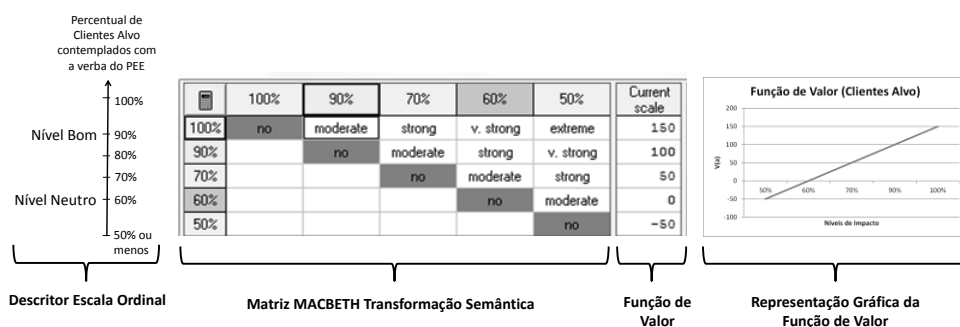 Percentual de
Clientes Alvo
contemplados com
a verba do PEE
100%
Nível Bom 90%
80%
70%
Nível Neutro 60%
50% ou
menos
Descritor Escala Ordinal
100% 90% 70% 60% 50% Current
scale
100% no moderate strong v. strong extreme 150
90% no moderate strong v. strong 100
70% no moderate strong 50
60% no moderate 0
50% no -50
Matriz MACBETH Transformação Semântica
Função de
Valor
Função de Valor (Clientes Alvo)
200
150
100
50
0
-50
-100
V(a)
50% 60% 70% 90% 100%
Níveis de Impacto
Representação Gráfica da
Função de Valor